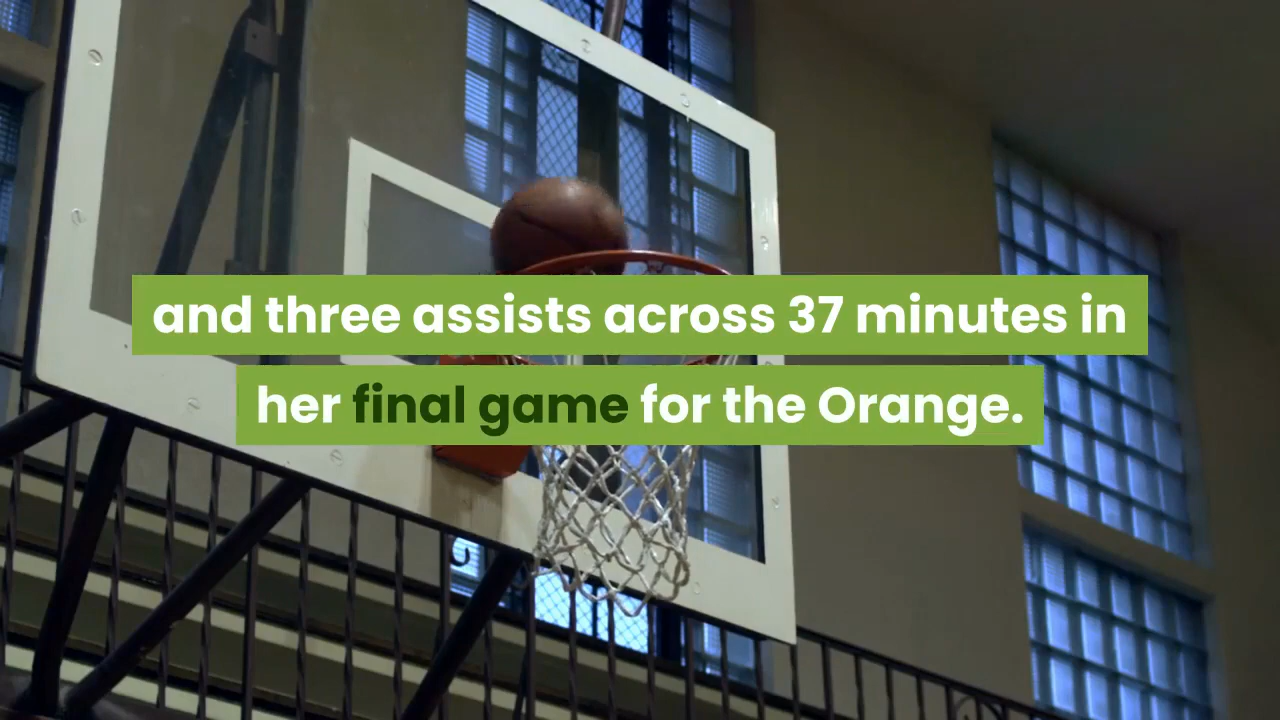 and three assists across 37 minutes in
her final game for the Orange.